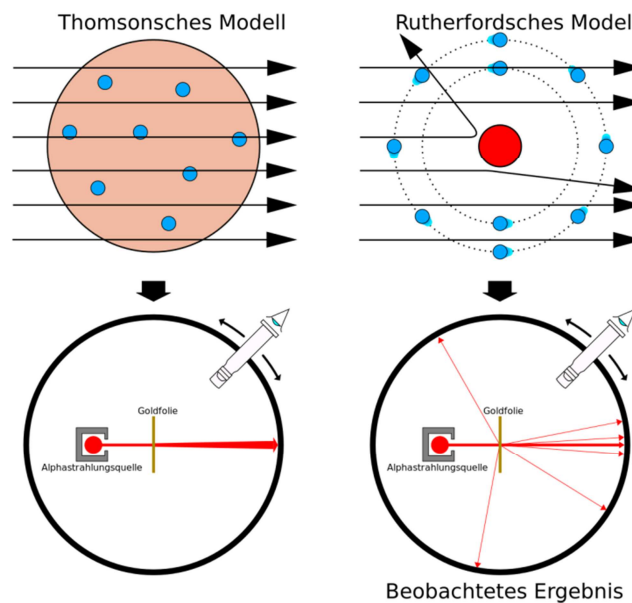 Thomsonsches Modell
Rutherfordsches Modell
Goldfolie
Alphastrahlungsquelle
Goldfolie
Alphastrahlungsquelle
Beobachtetes Ergebnis